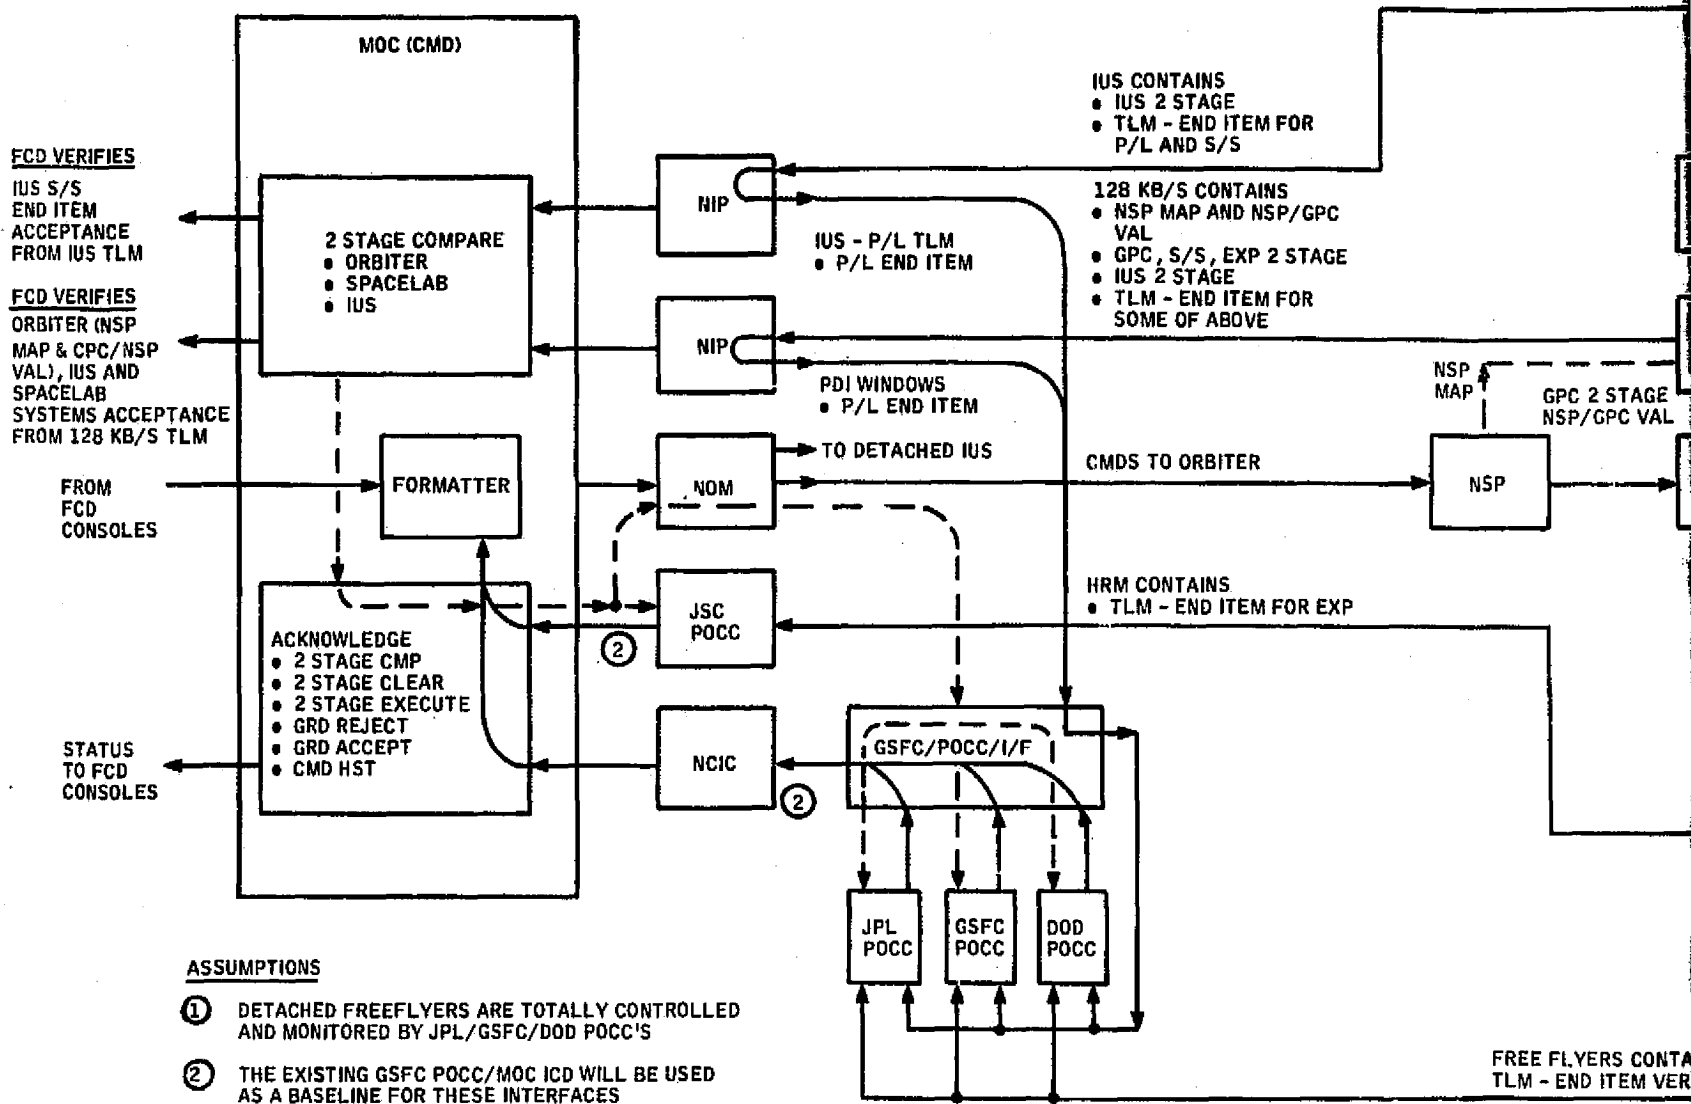 MOC (CMD)
FCD VERIFIES
IUS S/S
END ITEM
ACCEPTANCE
FROM IUS TLM
FCD VERIFIES
ORBITER (NSP
MAP & CPC/NSP
VAL), IUS AND
SPACELAB
SYSTEMS ACCEPTANCE
FROM 128 KB/S TLM
FROM
FCD
CONSOLES
STATUS
TO FCD
CONSOLES
2 STAGE COMPARE
• ORBITER
• SPACELAB
• IUS
FORMATTER
ACKNOWLEDGE
• 2 STAGE CMP
• 2 STAGE CLEAR
• 2 STAGE EXECUTE
• GRD REJECT
• GRD ACCEPT
• CMD HST
NIP
IUS - P/L TLM
• P/L END ITEM
NIP
PDI WINDOWS
• P/L END ITEM
NOM
TO DETACHED IUS
JSC
POCC
2
NCIC
2
IUS CONTAINS
• IUS 2 STAGE
• TLM - END ITEM FOR
P/L AND S/S
128 KB/S CONTAINS
• NSP MAP AND NSP/GPC
VAL
• GPC, S/S, EXP 2 STAGE
• IUS 2 STAGE
• TLM - END ITEM FOR
SOME OF ABOVE
NSP
MAP
GPC 2 STAGE
NSP/GPC VAL
CMDS TO ORBITER
NSP
HRM CONTAINS
• TLM - END ITEM FOR EXP
GSFC/POCC/I/F
JPL
POCC
GSFC
POCC
DOD
POCC
ASSUMPTIONS
1 DETACHED FREEFLYERS ARE TOTALLY CONTROLLED
AND MONITORED BY JPL/GSFC/DOD POCC'S
2 THE EXISTING GSFC POCC/MOC ICD WILL BE USED
AS A BASELINE FOR THESE INTERFACES
FREE FLYERS CONTA
TLM - END ITEM VER